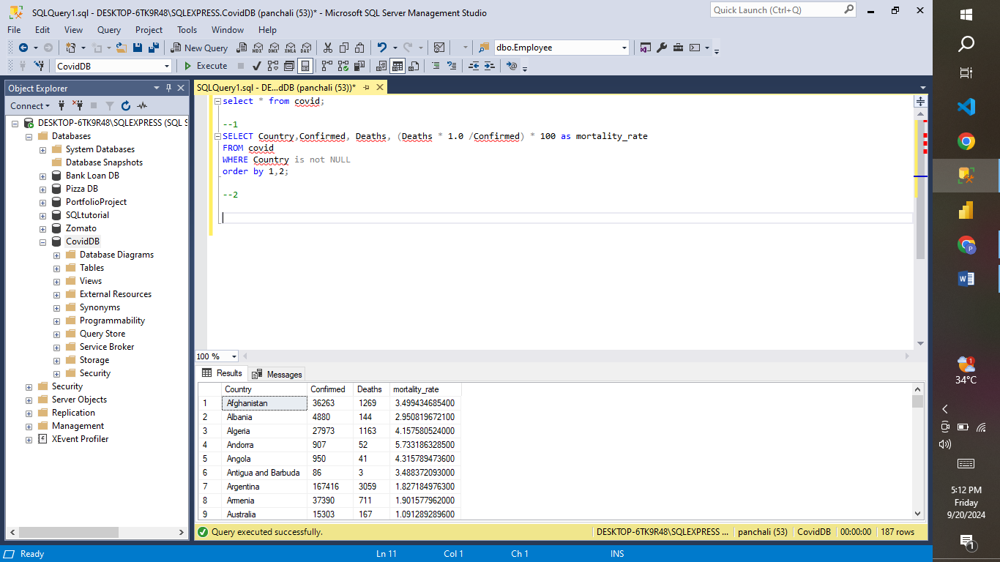 SQLQuery1.sql - DESKTOP-6TK9R48\SQLEXPRESS.CovidDB (panchali (53))* - Microsoft SQL Server Management Studio
Quick Launch (Ctrl+Q)
File Edit View Query Project Tools Window Help
New Query MDX DMX XMLA DAX dbo.Employee
CovidDB Execute
Object Explorer
Connect
DESKTOP-6TK9R48\SQLEXPRESS (SQL S
Databases
System Databases
Database Snapshots
Bank Loan DB
Pizza DB
PortfolioProject
SQLtutorial
Zomato
CovidDB
Database Diagrams
Tables
Views
External Resources
Synonyms
Programmability
Query Store
Service Broker
Storage
Security
Security
Server Objects
Replication
Management
XEvent Profiler
SQLQuery1.sql - DE...dDB (panchali (53))*
select * from covid;
--1
SELECT Country,Confirmed, Deaths, (Deaths * 1.0 /Confirmed) * 100 as mortality_rate
FROM covid
WHERE Country is not NULL
order by 1,2;
--2
100 %
Results Messages
Country Confirmed Deaths mortality_rate
1 Afghanistan 36263 1269 3.499434685400
2 Albania 4880 144 2.950819672100
3 Algeria 27973 1163 4.157580524000
4 Andorra 907 52 5.733186328500
5 Angola 950 41 4.315789473600
6 Antigua and Barbuda 86 3 3.488372093000
7 Argentina 167416 3059 1.827184976300
8 Armenia 37390 711 1.901577962000
9 Australia 15303 167 1.091289289600
Query executed successfully. DESKTOP-6TK9R48\SQLEXPRESS ... panchali (53) CovidDB 00:00:00 187 rows
Ready Ln 11 Col 1 Ch 1 INS
P
1
34°C
5:12 PM
Friday
9/20/2024
1